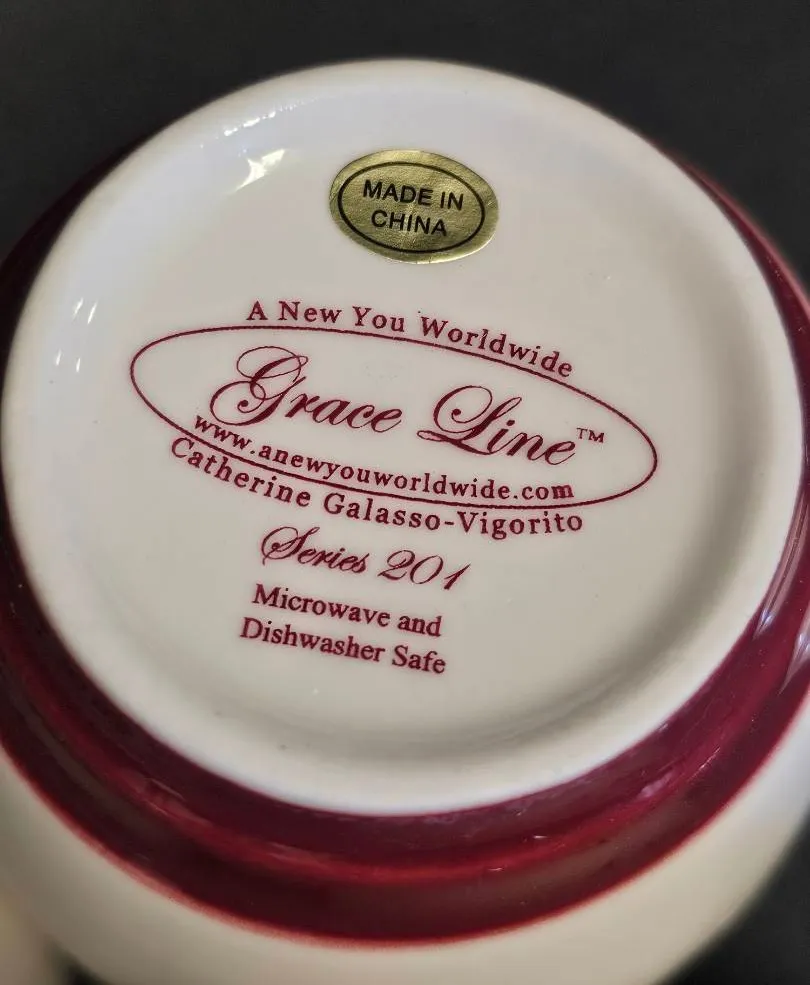 MADE IN
CHINA
A New You Worldwide
Grace Line™
www.anewyouworldwide.com
Catherine Galasso-Vigorito
Series 201
Microwave and
Dishwasher Safe